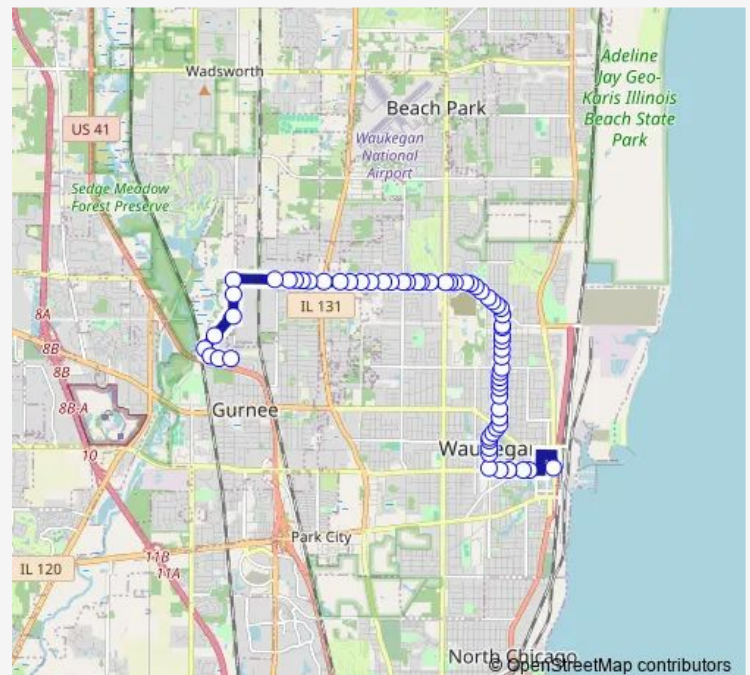 Adeline
Jay Geo-
Karis Illinois
Beach State
Park
Wadsworth
Beach Park
US 41
Waukegan
National
Airport
Sedge Meadow
Forest Preserve
8A
IL 131
8B
8B
8B-A
Gurnee
10
Park City
11B
11A
IL 120
North Chicago
© OpenStreetMap contributors